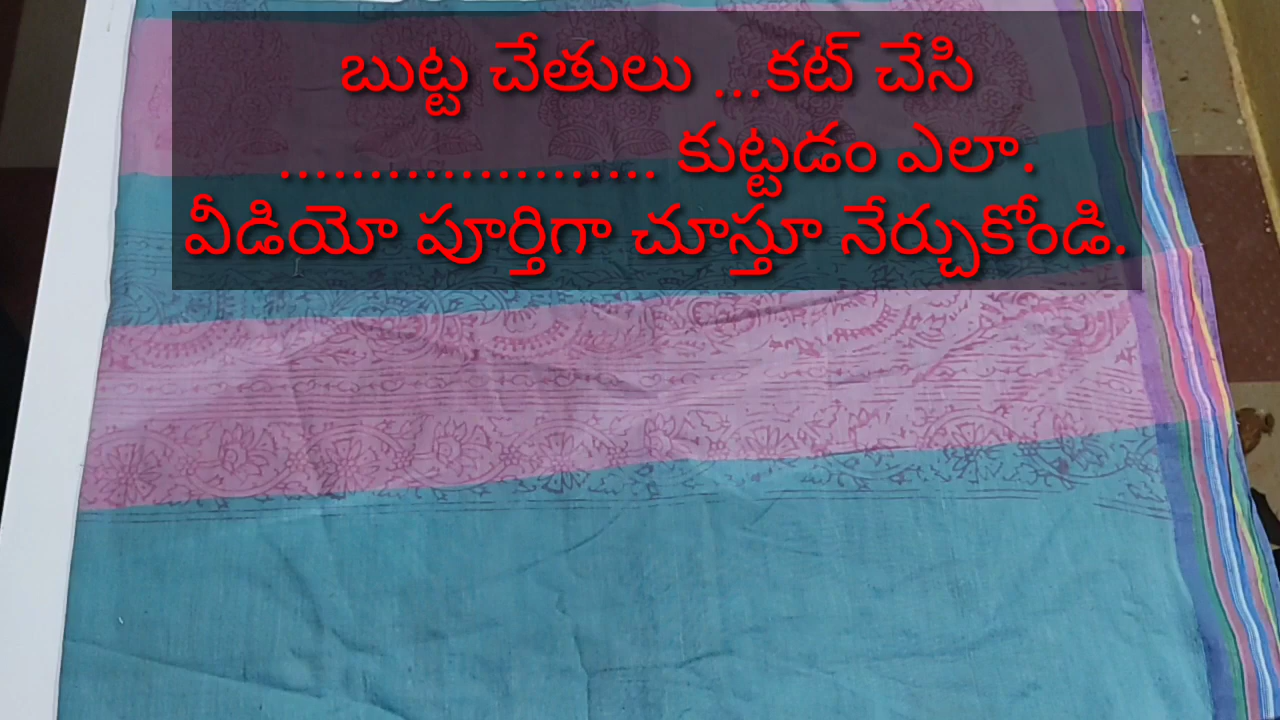 బుట్ట చేతులు ...కట్ చేసి
..................... కుట్టడం ఎలా.
వీడియో పూర్తిగా చూస్తూ నేర్చుకోండి.